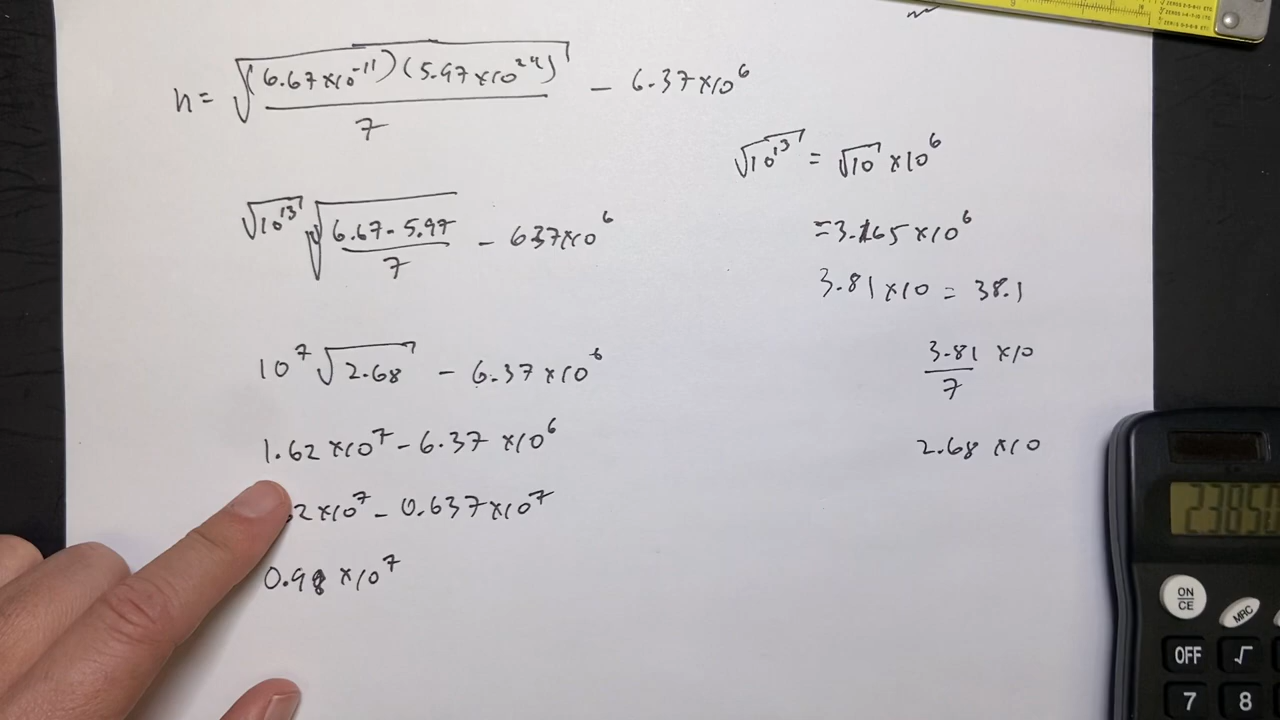 h = √((6.67×10⁻¹¹)(5.97×10²⁴)/7) − 6.37×10⁶
√10¹³ √(6.67 - 5.97/7) − 637×10⁶
10⁷ √2.68 − 6.37×10⁶
1.62×10⁷ − 6.37×10⁶
.2×10⁷ − 0.637×10⁷
0.98×10⁷
√10¹³ = √10 ×10⁶
= 3.165×10⁶
3.81×10 = 38.1
3.81/7 ×10
2.68×10
ON/CE
MRC
OFF √
7 8